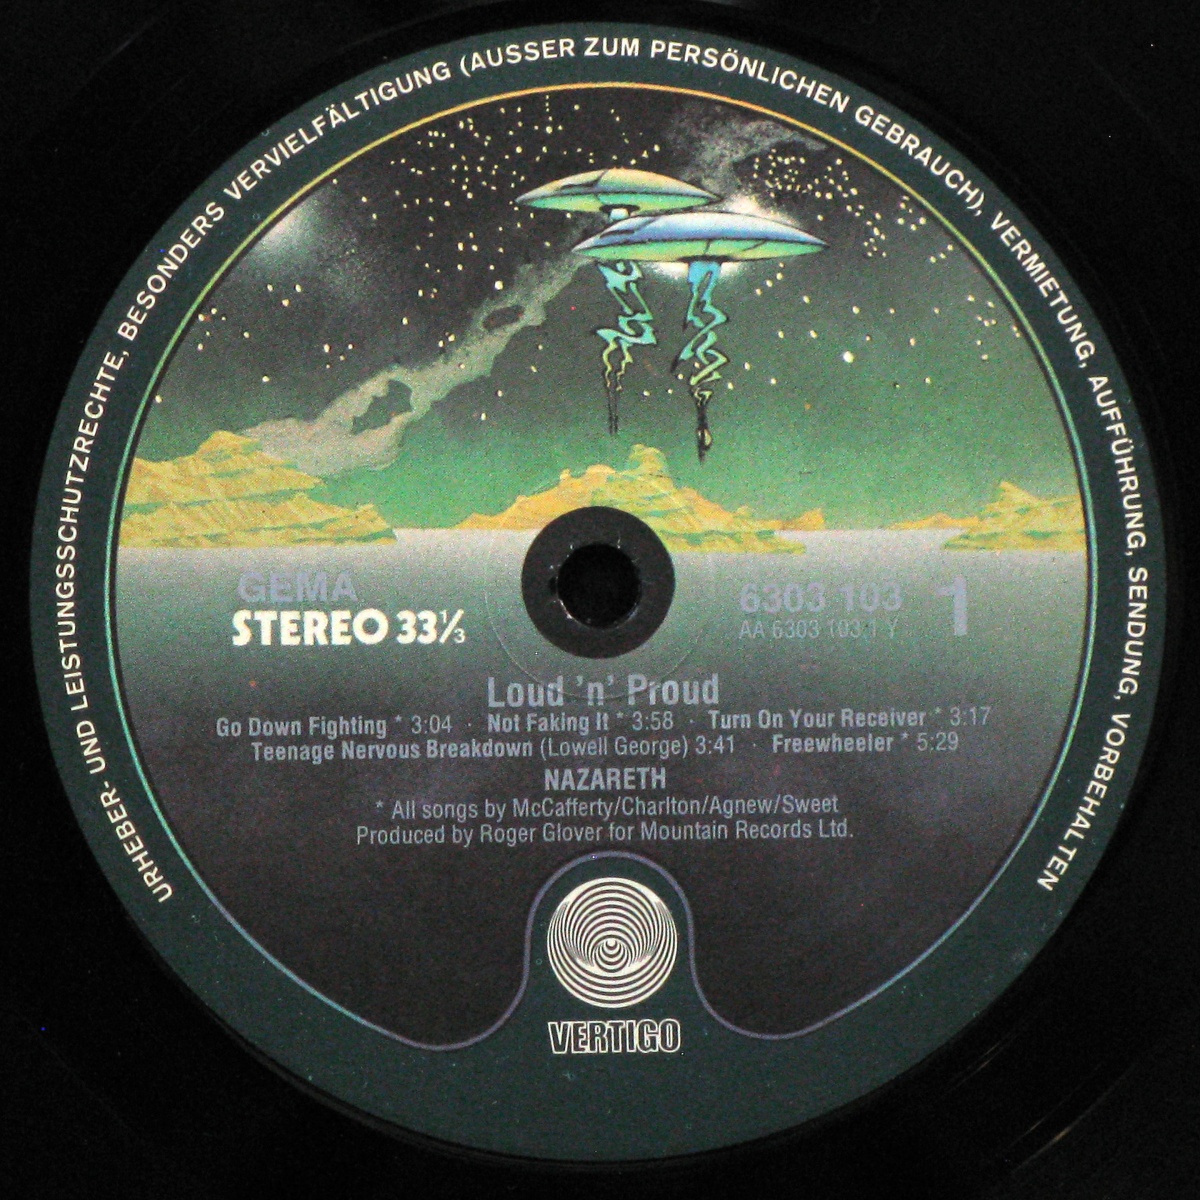 URHEBER- UND LEISTUNGSSCHUTZRECHTE, BESONDERS VERVIELFÄLTIGUNG (AUSSER ZUM PERSÖNLICHEN GEBRAUCH), VERMIETUNG, AUFFÜHRUNG, SENDUNG, VORBEHALTEN
GEMA
STEREO 33⅓
6303 103 1
AA 6303 103 1 Y
Loud 'n' Proud
Go Down Fighting * 3:04 · Not Faking It * 3:58 · Turn On Your Receiver * 3:17
Teenage Nervous Breakdown (Lowell George) 3:41 · Freewheeler * 5:29
NAZARETH
* All songs by McCafferty/Charlton/Agnew/Sweet
Produced by Roger Glover for Mountain Records Ltd.
VERTIGO